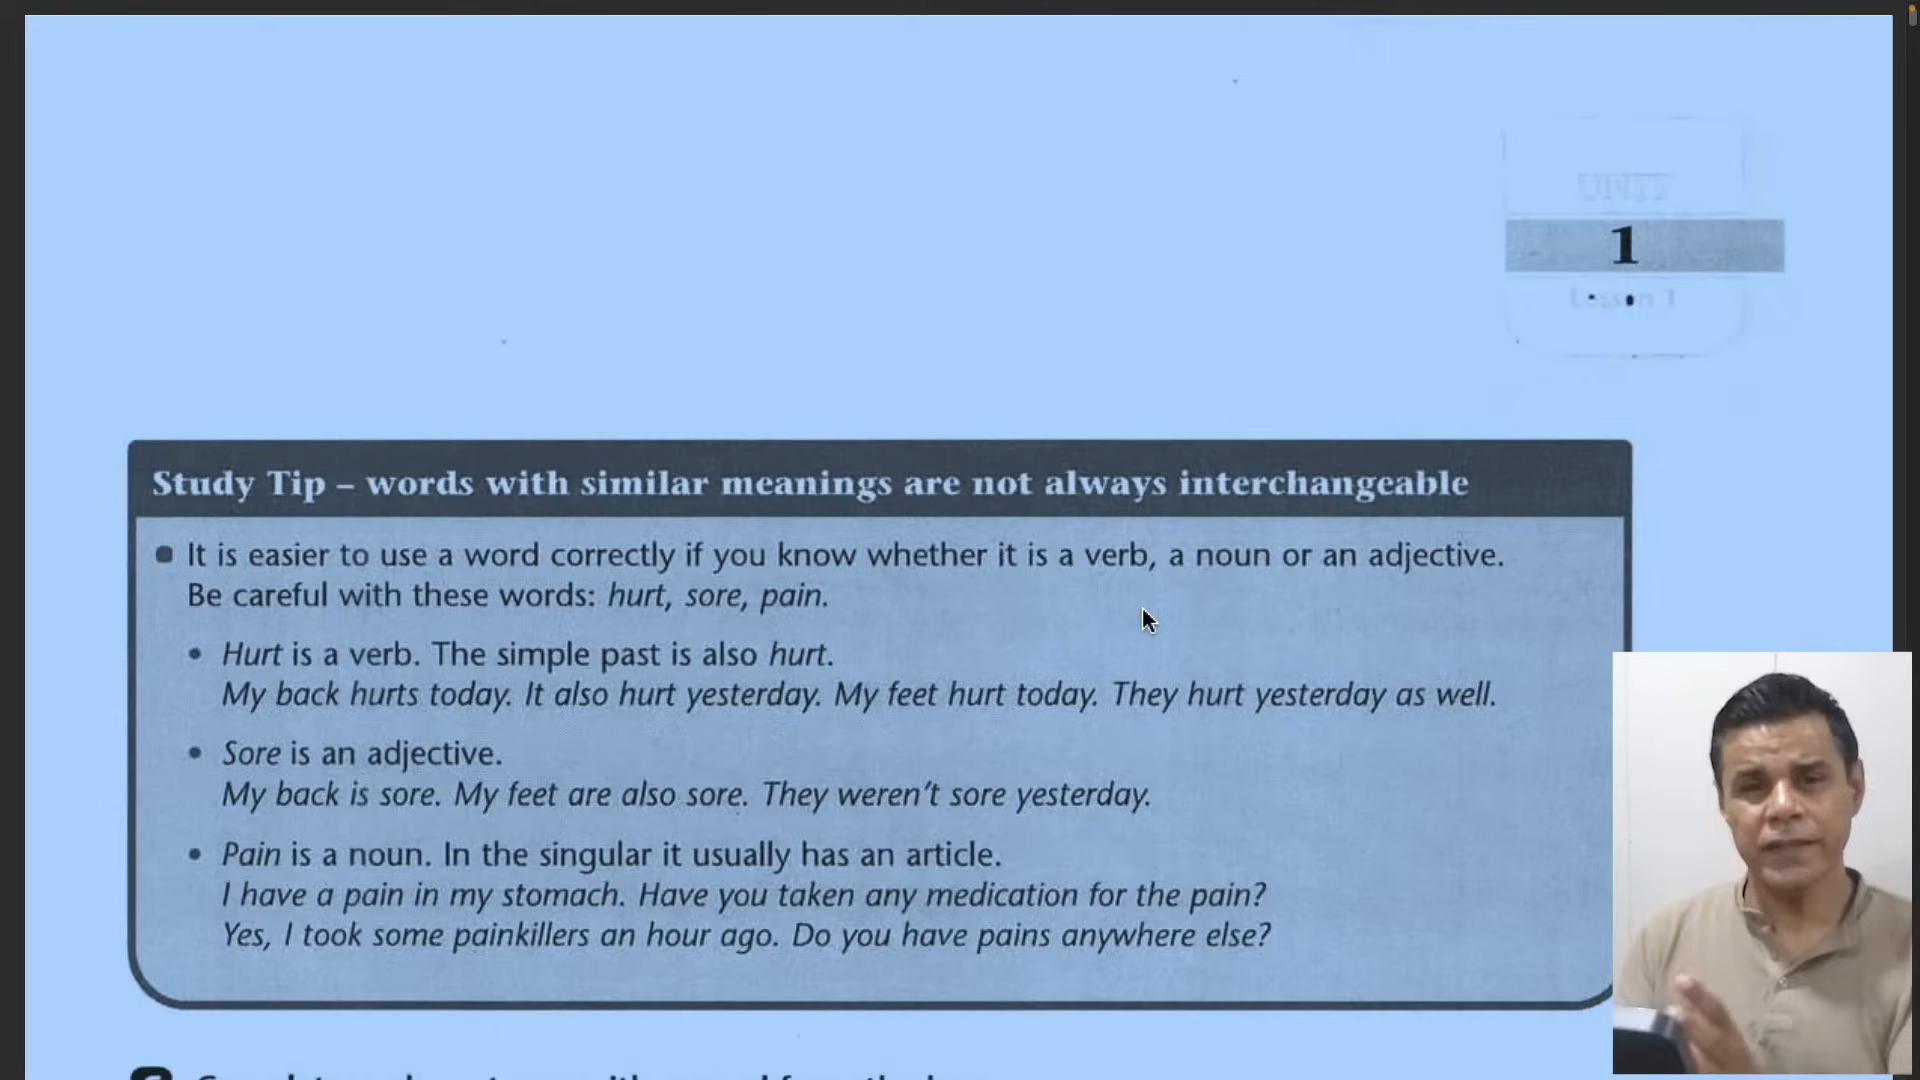 UNIT
1
Lesson 1
Study Tip – words with similar meanings are not always interchangeable
It is easier to use a word correctly if you know whether it is a verb, a noun or an adjective.
Be careful with these words: hurt, sore, pain.
• Hurt is a verb. The simple past is also hurt.
My back hurts today. It also hurt yesterday. My feet hurt today. They hurt yesterday as well.
• Sore is an adjective.
My back is sore. My feet are also sore. They weren't sore yesterday.
• Pain is a noun. In the singular it usually has an article.
I have a pain in my stomach. Have you taken any medication for the pain?
Yes, I took some painkillers an hour ago. Do you have pains anywhere else?